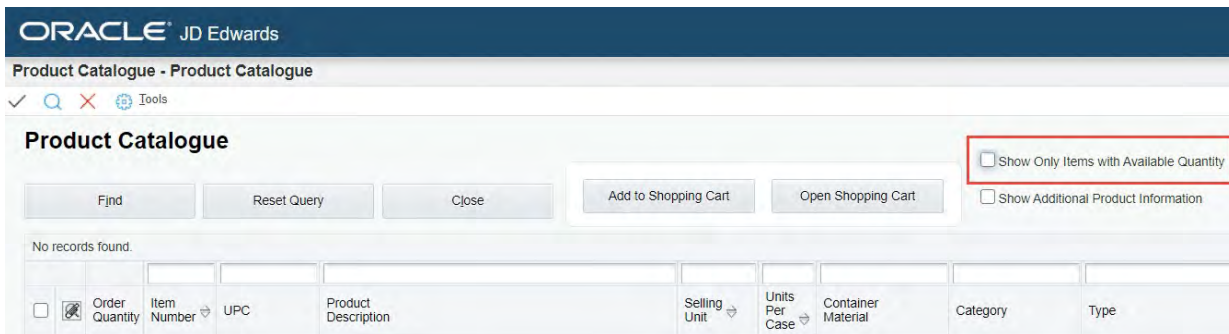 ORACLE® JD Edwards
Product Catalogue - Product Catalogue
Tools
Product Catalogue
Show Only Items with Available Quantity
Find Reset Query Close Add to Shopping Cart Open Shopping Cart Show Additional Product Information
No records found.
Order Quantity Item Number UPC Product Description Selling Unit Units Per Case Container Material Category Type